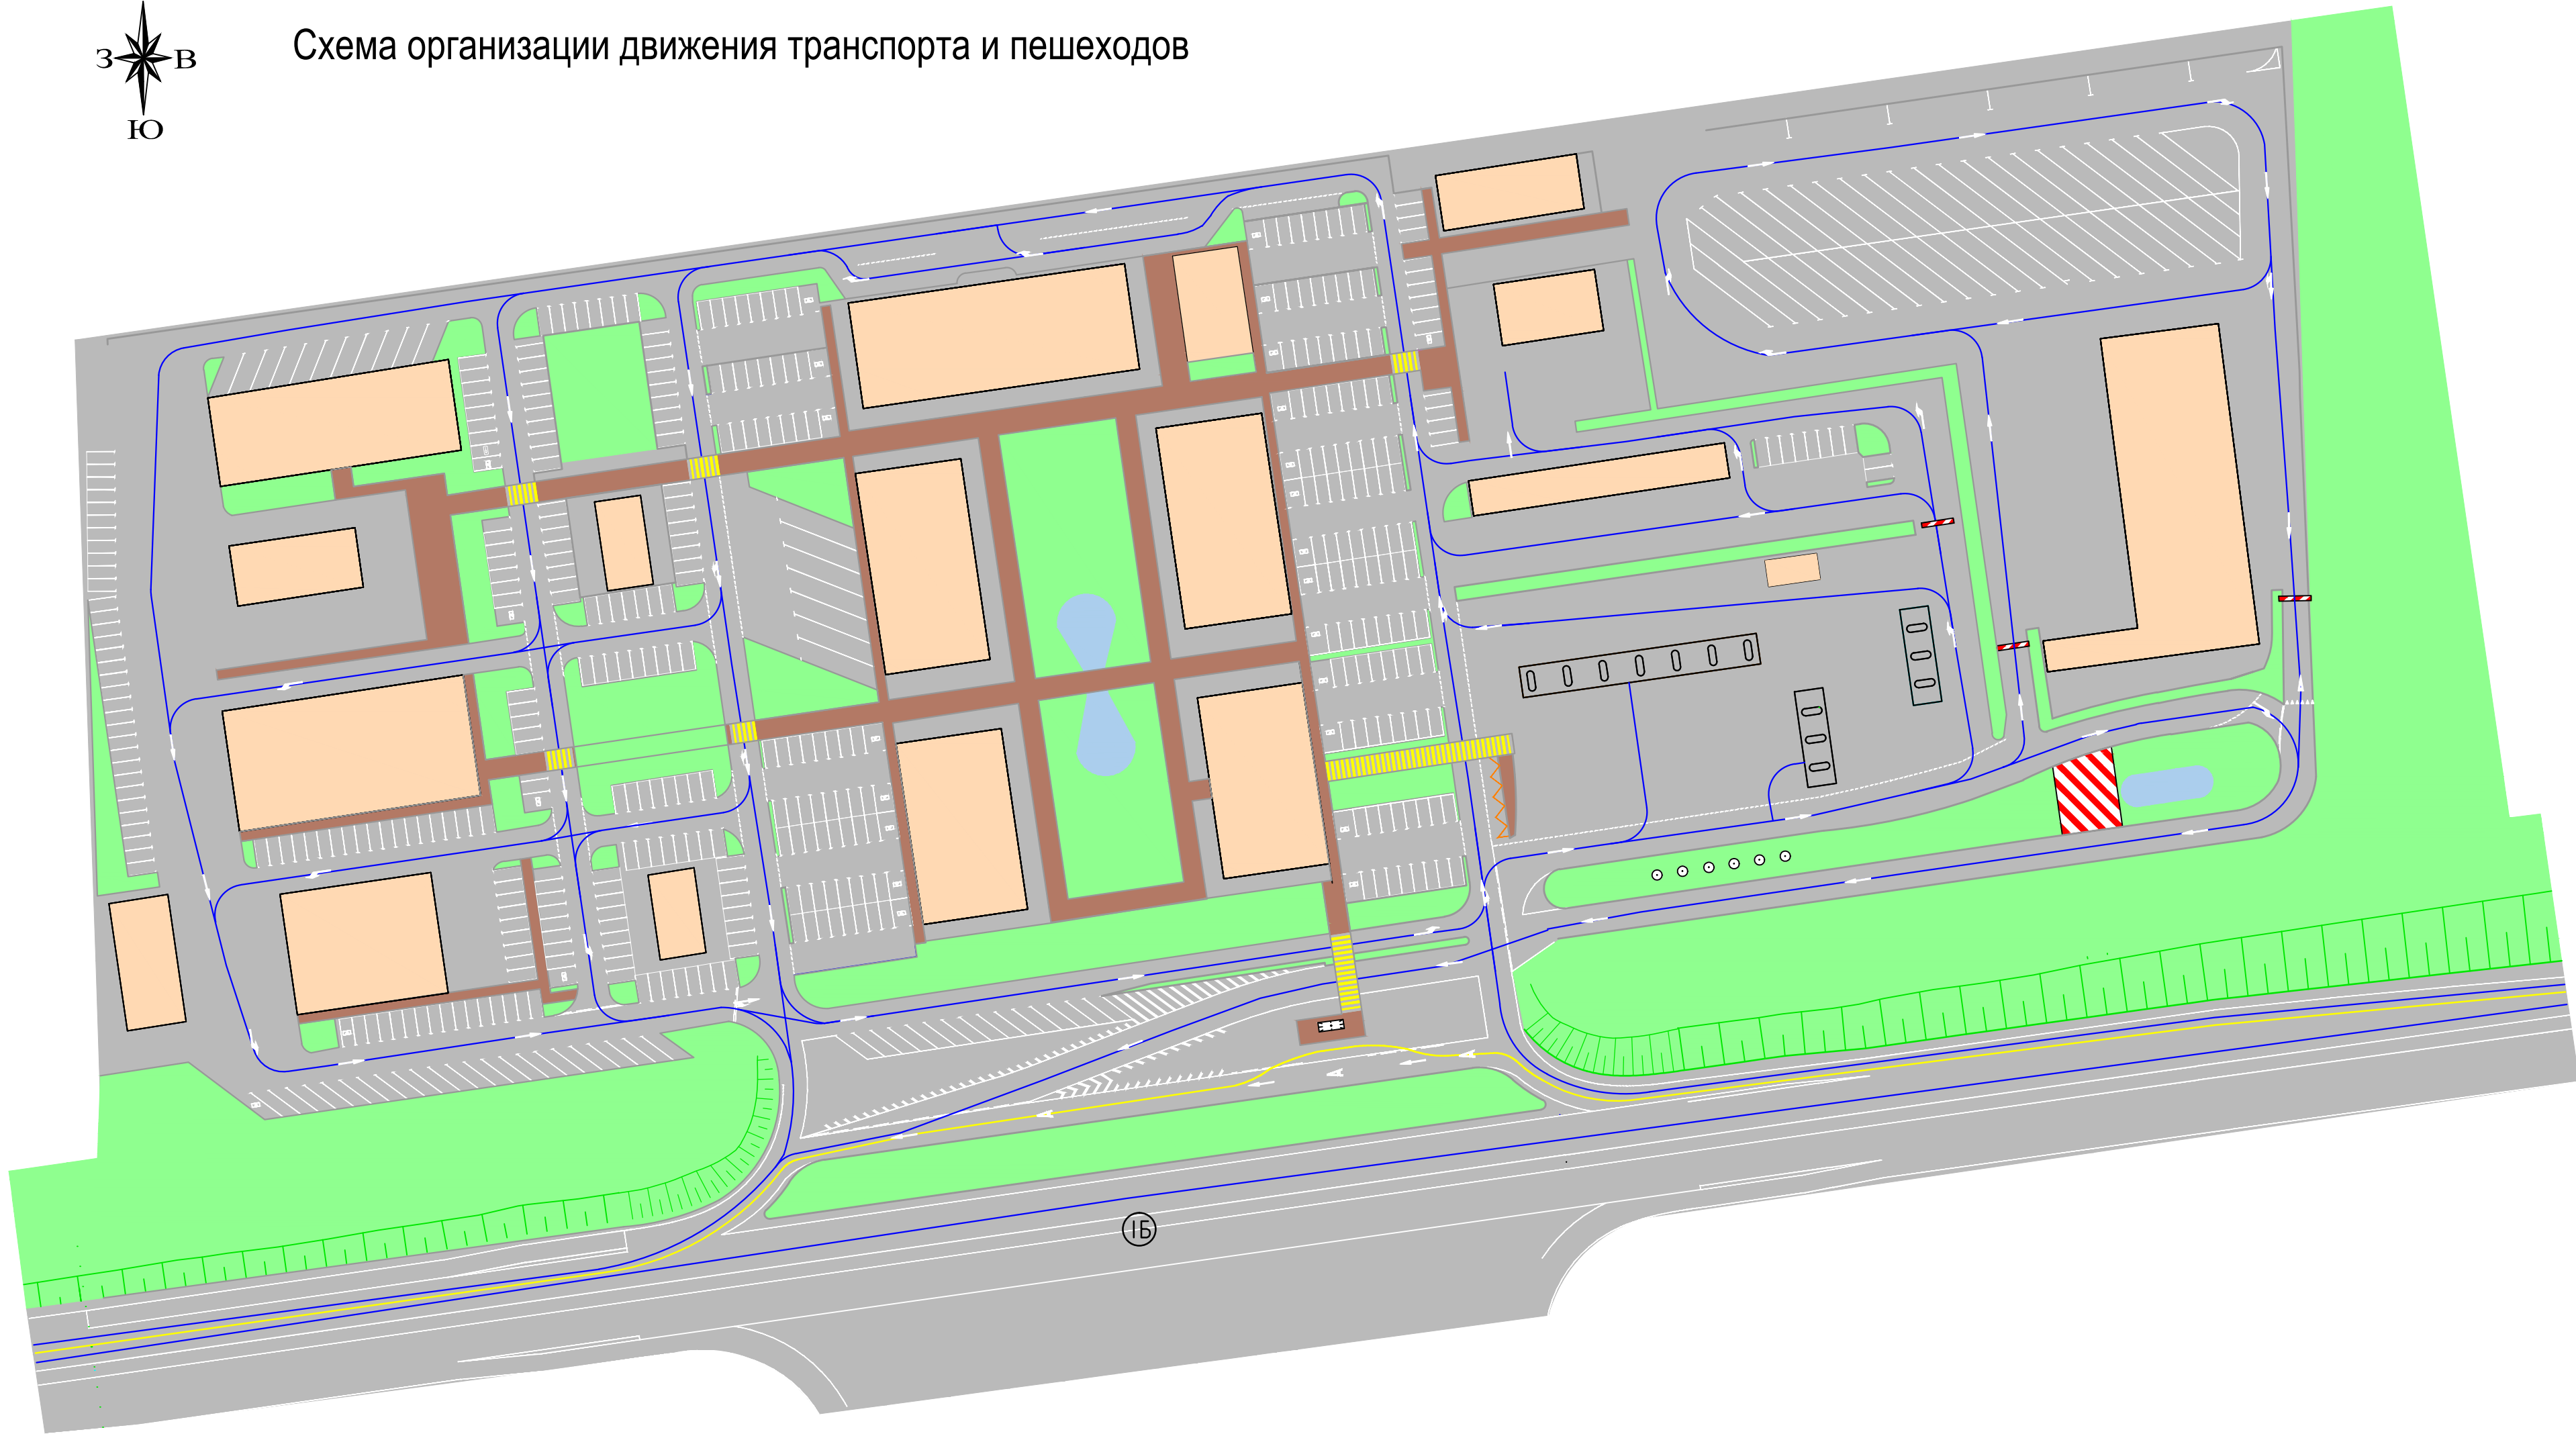 Схема организации движения транспорта и пешеходов
З В
Ю
А
А
А
1Б